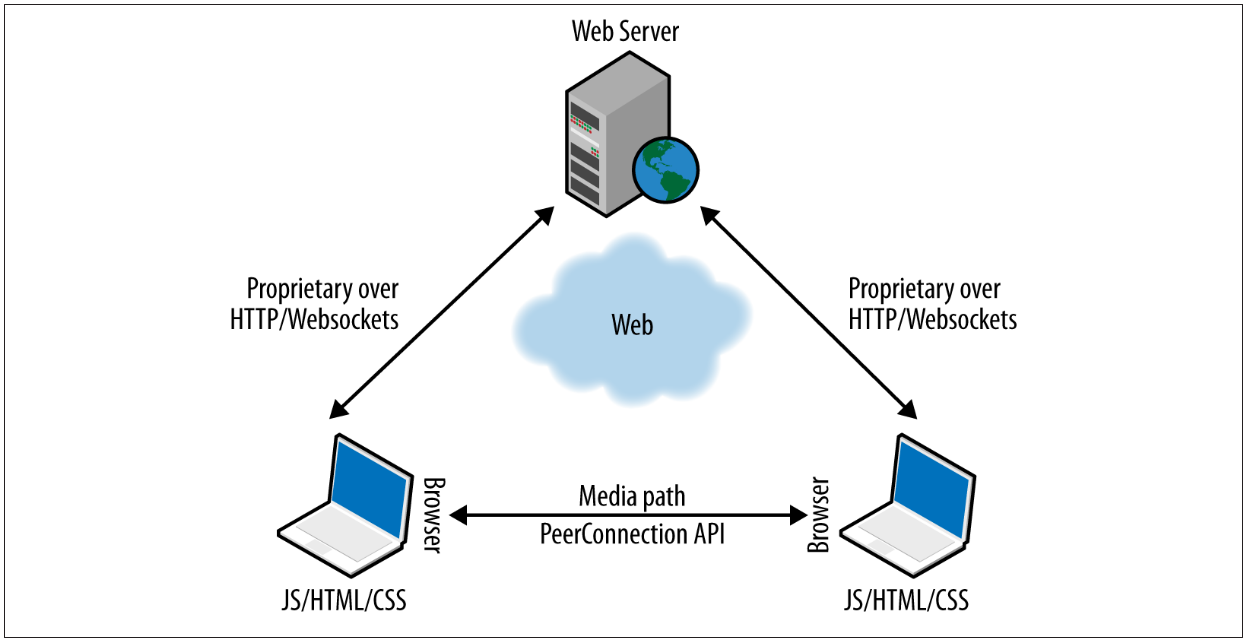 Web Server
Proprietary over
HTTP/Websockets
Proprietary over
HTTP/Websockets
Web
Browser
Media path
PeerConnection API
Browser
JS/HTML/CSS
JS/HTML/CSS